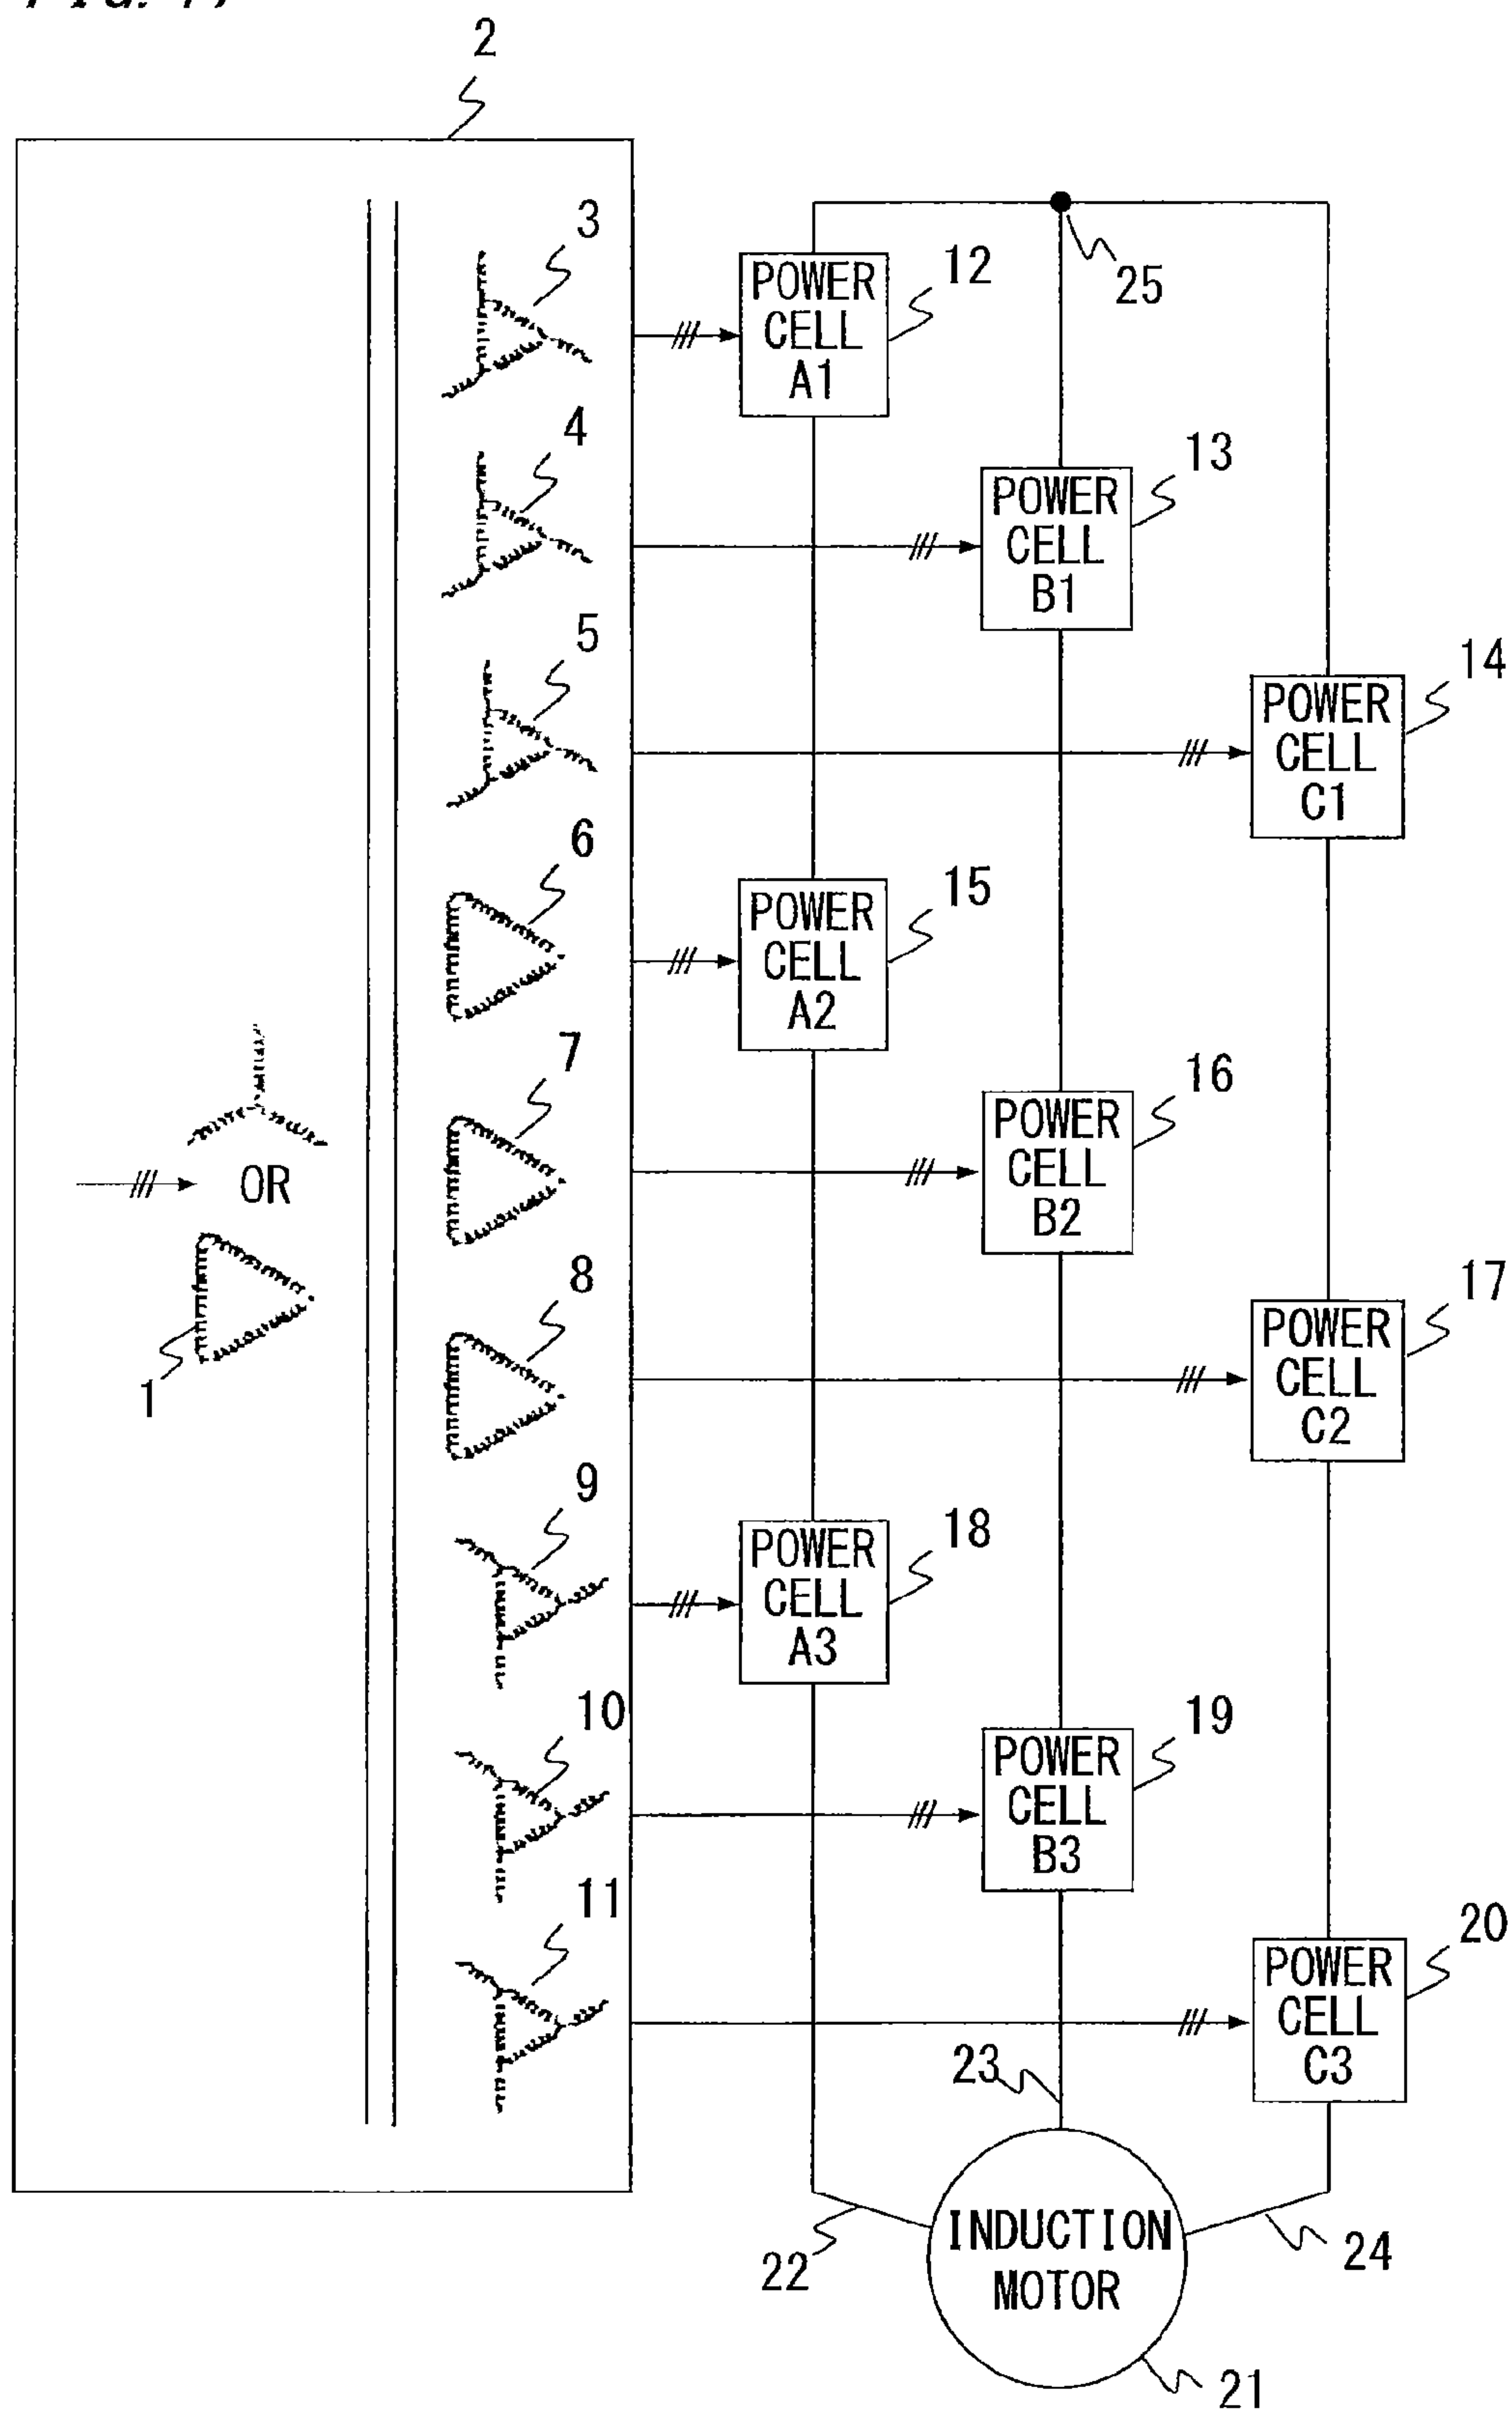 2
3
12
25
POWER
CELL
A1
4
13
POWER
CELL
B1
5
14
POWER
CELL
C1
6
15
POWER
CELL
A2
7
16
POWER
CELL
B2
OR
8
17
POWER
CELL
C2
1
9
18
POWER
CELL
A3
10
19
POWER
CELL
B3
11
20
POWER
CELL
C3
23
INDUCTION
MOTOR
22
24
21